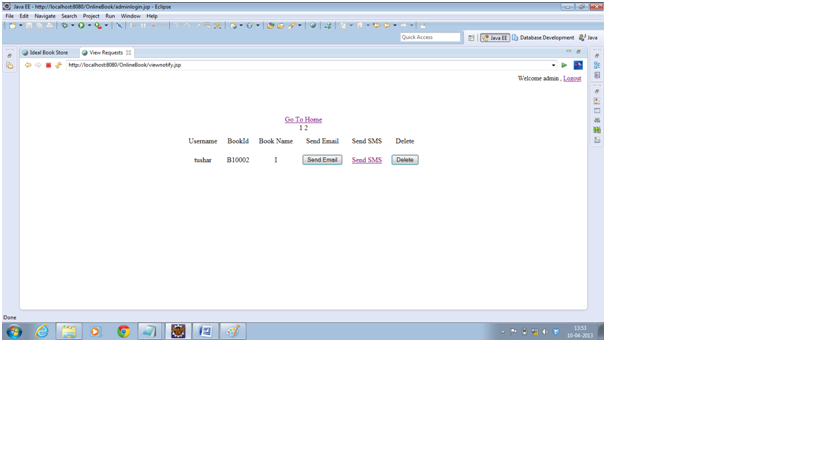 Java EE - http://localhost:8080/OnlineBook/adminlogin.jsp - Eclipse
File Edit Navigate Search Project Run Window Help
Quick Access
Java EE Database Development Java
Ideal Book Store View Requests
http://localhost:8080/OnlineBook/viewnotify.jsp
Welcome admin , Logout
Go To Home
1 2
Username BookId Book Name Send Email Send SMS Delete
tushar B10002 I Send Email Send SMS Delete
Done
13:53
10-04-2013